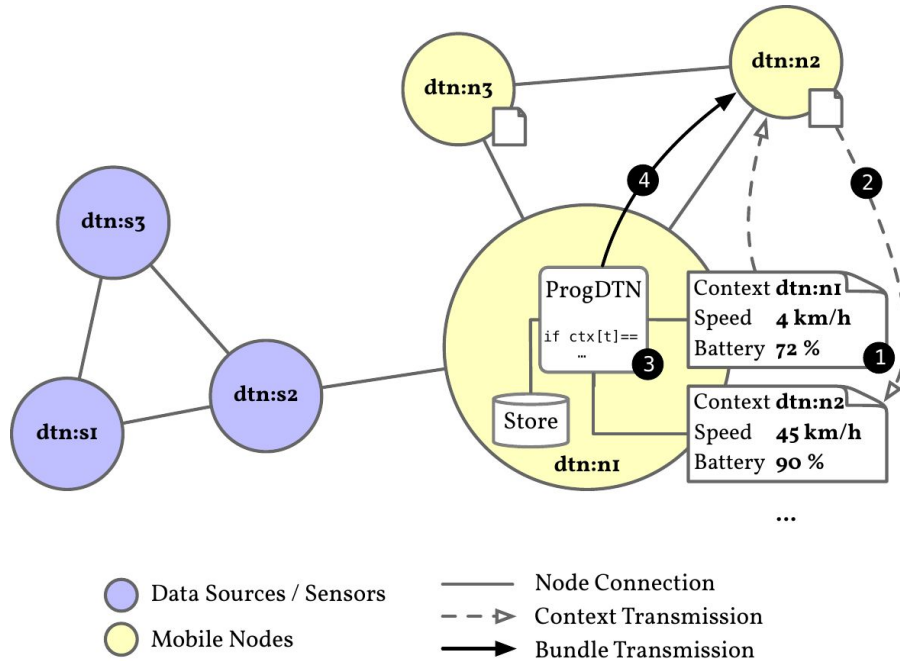 dtn:n2
dtn:n3
4
2
dtn:s3
ProgDTN
if ctx[t]==
…
3
Context dtn:n1
Speed 4 km/h
Battery 72 %
1
Context dtn:n2
Speed 45 km/h
Battery 90 %
...
dtn:s2
Store
dtn:s1
dtn:n1
Data Sources / Sensors
Mobile Nodes
Node Connection
Context Transmission
Bundle Transmission